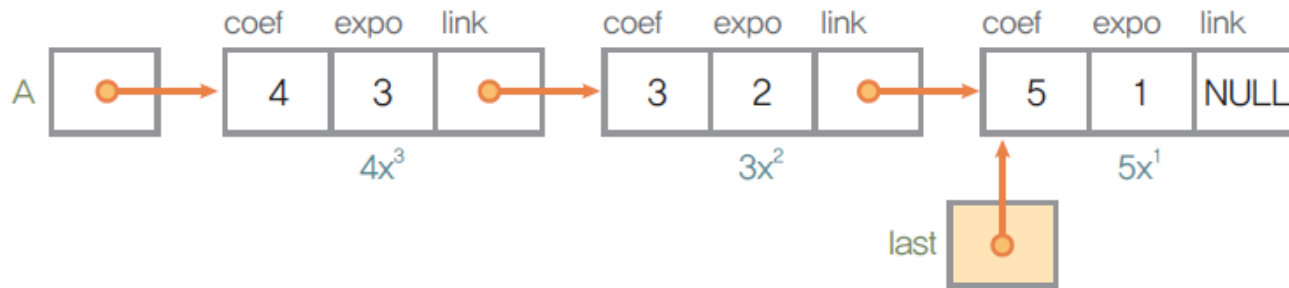 coef expo link coef expo link coef expo link
A 4 3 3 2 5 1 NULL
4x³ 3x² 5x¹
last